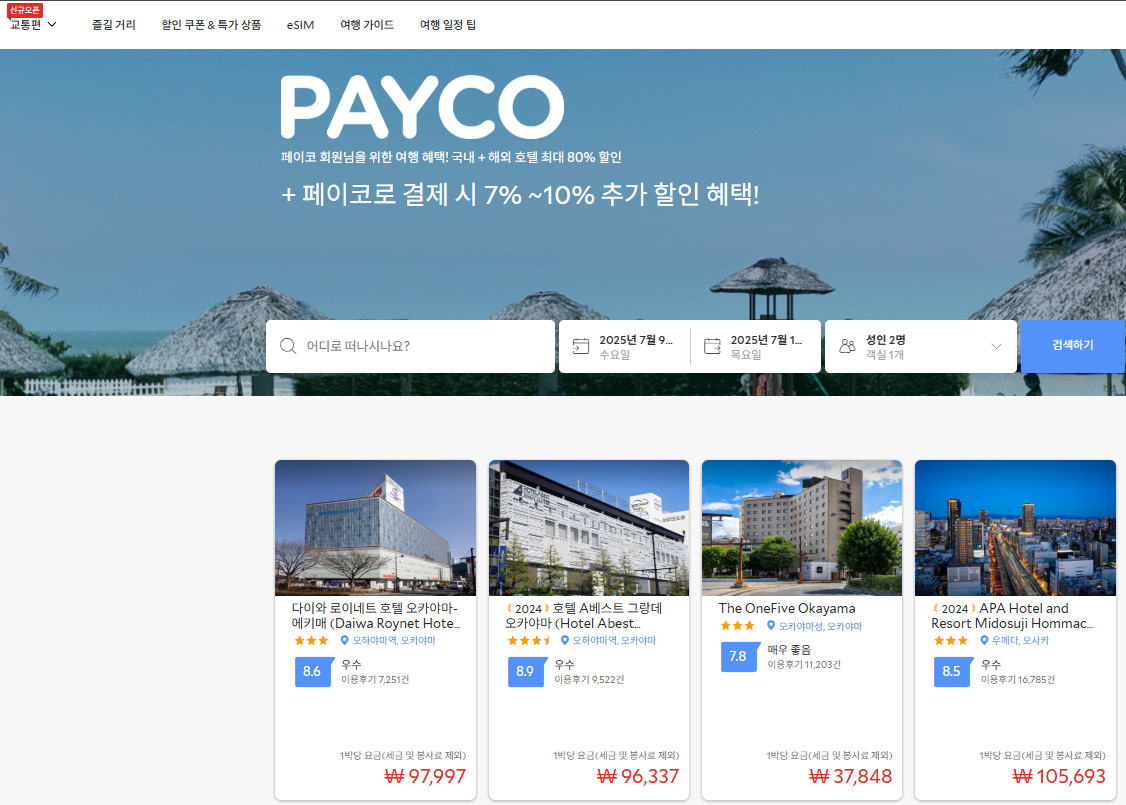 신규오픈
교통편
즐길 거리
할인 쿠폰 & 특가 상품
eSIM
여행 가이드
여행 일정 팁
PAYCO
페이코 회원님을 위한 여행 혜택! 국내 + 해외 호텔 최대 80% 할인
+ 페이코로 결제 시 7% ~10% 추가 할인 혜택!
어디로 떠나시나요?
2025년 7월 9...
수요일
2025년 7월 1...
목요일
성인 2명
객실 1개
검색하기
다이와 로이네트 호텔 오카야마-
에키매 (Daiwa Roynet Hote...
오하야마역, 오카야마
8.6
우수
이용후기 7,251건
1박당 요금(세금 및 봉사료 제외)
₩ 97,997
2024
호텔 A베스트 그랑데
오카야마 (Hotel Abest...
오하야마역, 오카야마
8.9
우수
이용후기 9,522건
1박당 요금(세금 및 봉사료 제외)
₩ 96,337
The OneFive Okayama
오카야마성, 오카야마
7.8
매우 좋음
이용후기 11,203건
1박당 요금(세금 및 봉사료 제외)
₩ 37,848
2024
APA Hotel and
Resort Midosuji Hommac...
우메다, 오사카
8.5
우수
이용후기 16,785건
1박당 요금(세금 및 봉사료 제외)
₩ 105,693